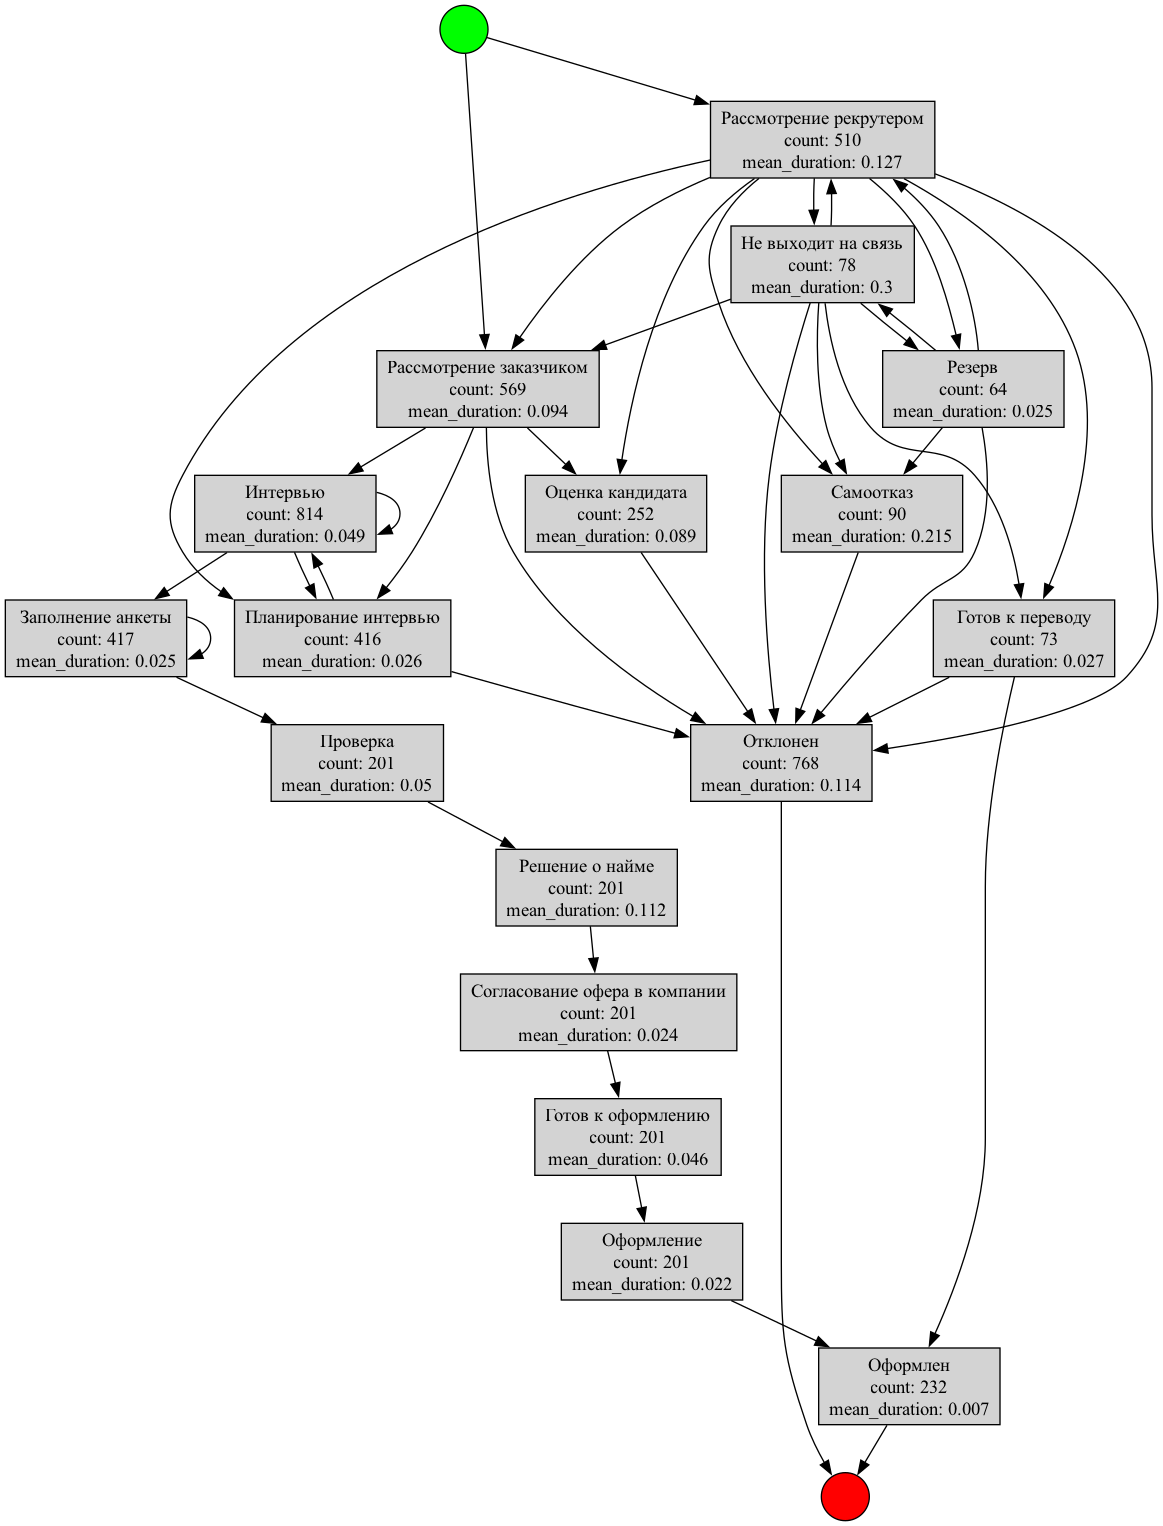 Рассмотрение рекрутером
count: 510
mean_duration: 0.127
Не выходит на связь
count: 78
mean_duration: 0.3
Рассмотрение заказчиком
count: 569
mean_duration: 0.094
Резерв
count: 64
mean_duration: 0.025
Интервью
count: 814
mean_duration: 0.049
Оценка кандидата
count: 252
mean_duration: 0.089
Самоотказ
count: 90
mean_duration: 0.215
Заполнение анкеты
count: 417
mean_duration: 0.025
Планирование интервью
count: 416
mean_duration: 0.026
Готов к переводу
count: 73
mean_duration: 0.027
Проверка
count: 201
mean_duration: 0.05
Отклонен
count: 768
mean_duration: 0.114
Решение о найме
count: 201
mean_duration: 0.112
Согласование офера в компании
count: 201
mean_duration: 0.024
Готов к оформлению
count: 201
mean_duration: 0.046
Оформление
count: 201
mean_duration: 0.022
Оформлен
count: 232
mean_duration: 0.007